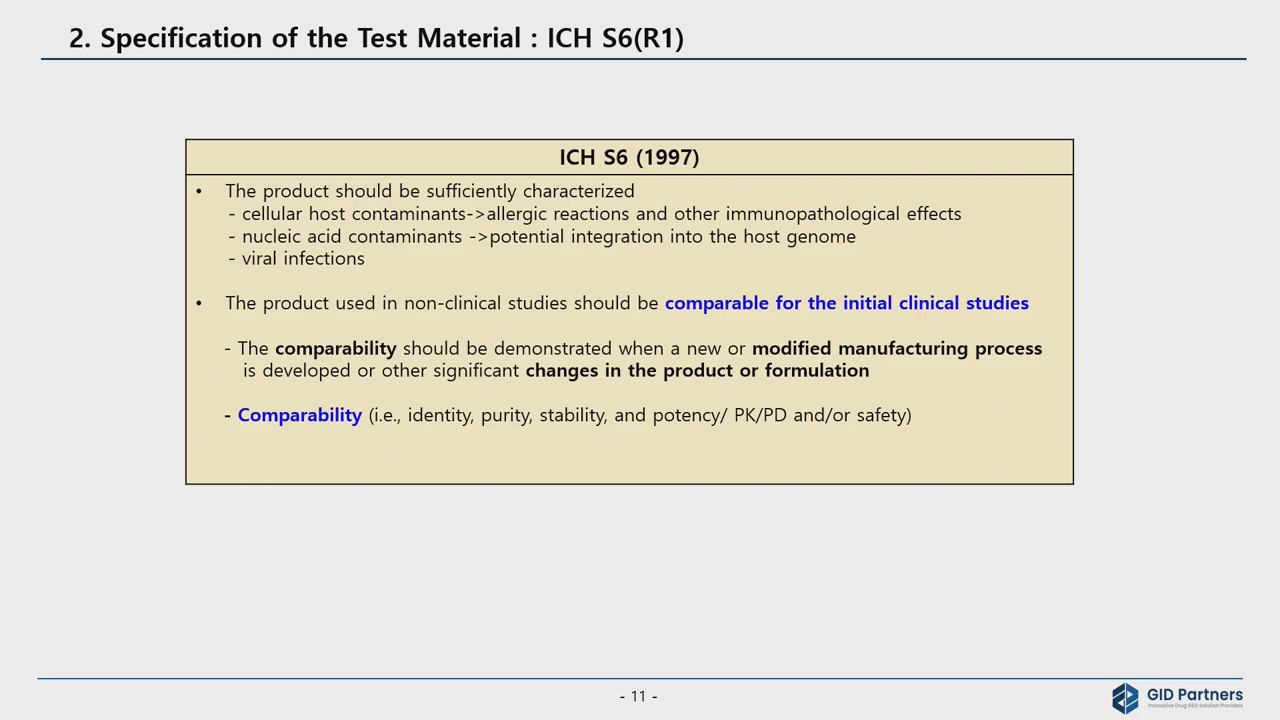 2. Specification of the Test Material : ICH S6(R1)
ICH S6 (1997)
• The product should be sufficiently characterized
- cellular host contaminants->allergic reactions and other immunopathological effects
- nucleic acid contaminants ->potential integration into the host genome
- viral infections
• The product used in non-clinical studies should be comparable for the initial clinical studies
- The comparability should be demonstrated when a new or modified manufacturing process
is developed or other significant changes in the product or formulation
- Comparability (i.e., identity, purity, stability, and potency/ PK/PD and/or safety)
- 11 -
GID Partners
Innovative Drug R&D Solution Providers